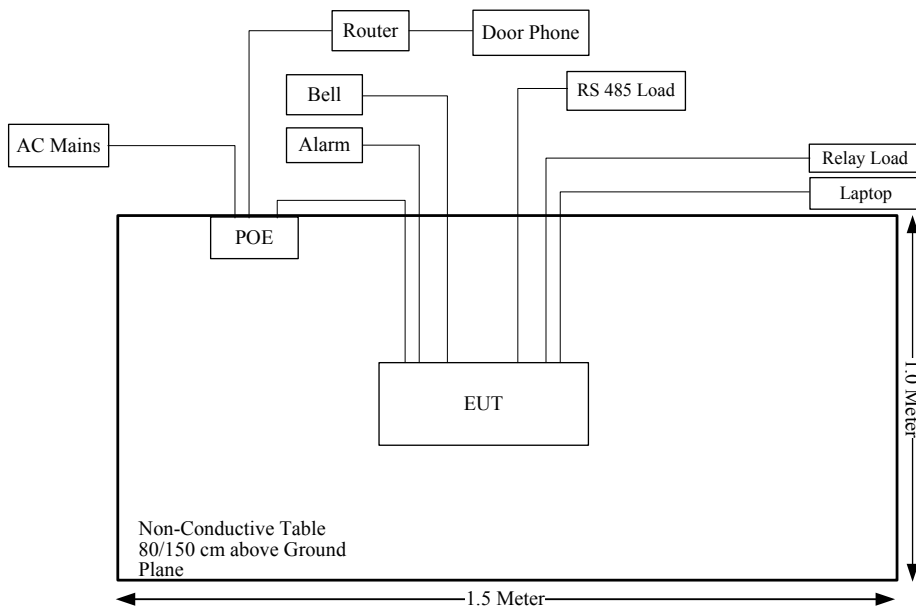 Router
Door Phone
Bell
RS 485 Load
AC Mains
Alarm
Relay Load
Laptop
POE
EUT
1.0 Meter
Non-Conductive Table
80/150 cm above Ground
Plane
1.5 Meter